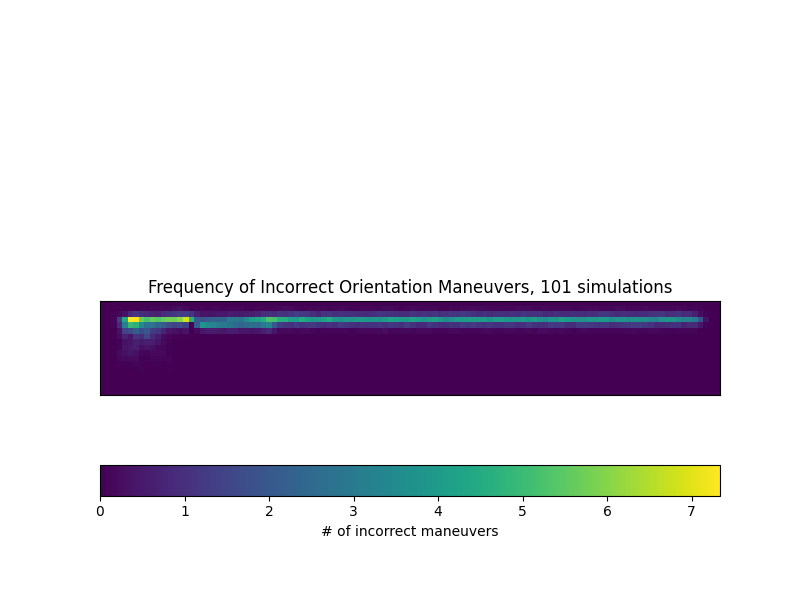 Frequency of Incorrect Orientation Maneuvers, 101 simulations
0 1 2 3 4 5 6 7
# of incorrect maneuvers